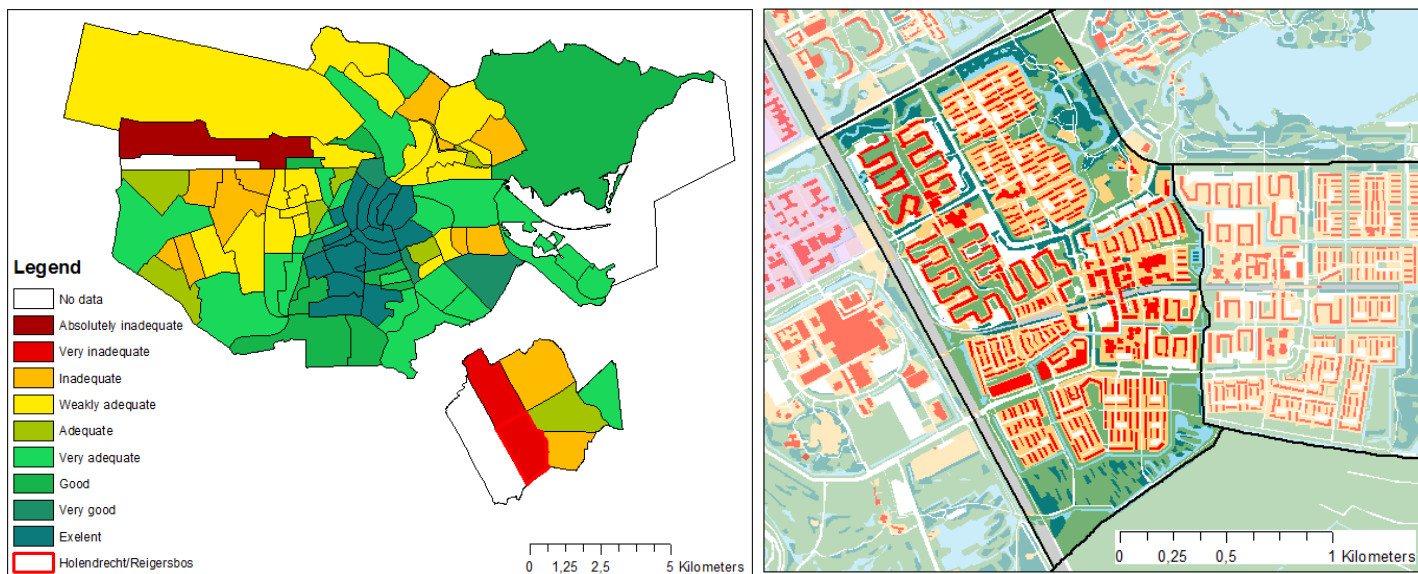 Legend
No data
Absolutely inadequate
Very inadequate
Inadequate
Weakly adequate
Adequate
Very adequate
Good
Very good
Exelent
Holendrecht/Reigersbos
0 1,25 2,5 5 Kilometers
0 0,25 0,5 1 Kilometers